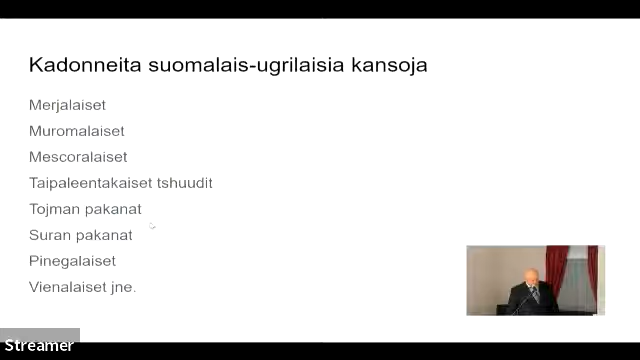 Kadonneita suomalais-ugrilaisia kansoja
Merjalaiset
Muromalaiset
Mescoralaiset
Taipaleentakaiset tshuudit
Tojman pakanat
Suran pakanat
Pinegalaiset
Vienalaiset jne.
Streamer